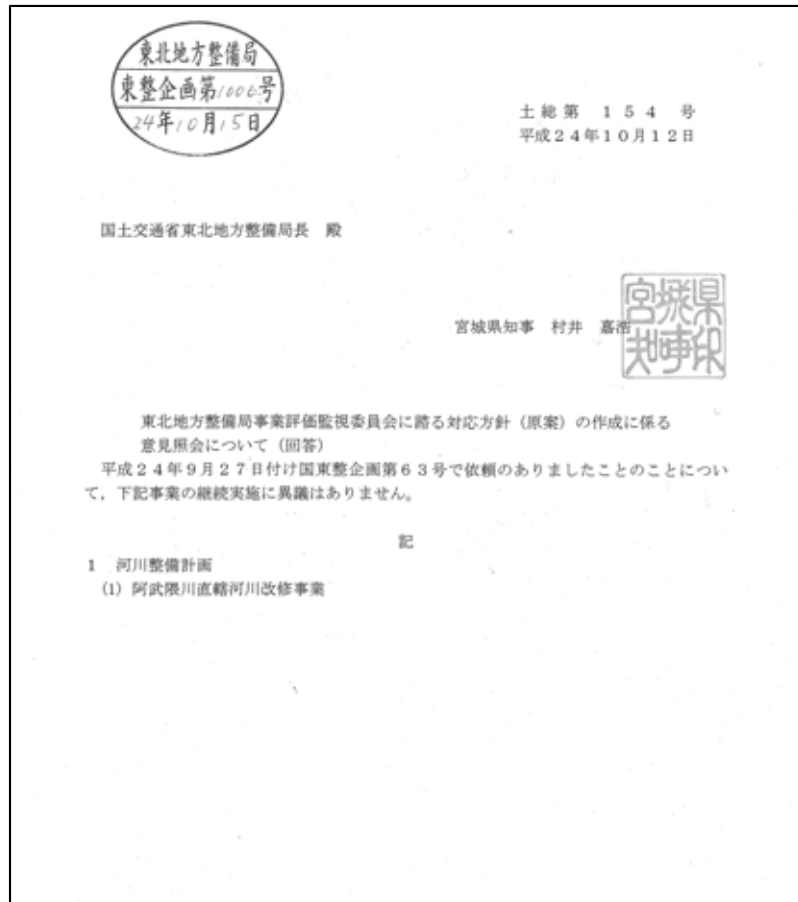 東北地方整備局
東整企画第1006号
24年10月15日
土総第 154 号
平成24年10月12日
国土交通省東北地方整備局長 殿
宮城県知事 村井 嘉浩
宮城県知事印
東北地方整備局事業評価監視委員会に諮る対応方針（原案）の作成に係る
意見照会について（回答）
平成24年9月27日付け国東整企画第63号で依頼のありましたことのことについ
て，下記事業の継続実施に異議はありません。
記
1 河川整備計画
(1) 阿武隈川直轄河川改修事業